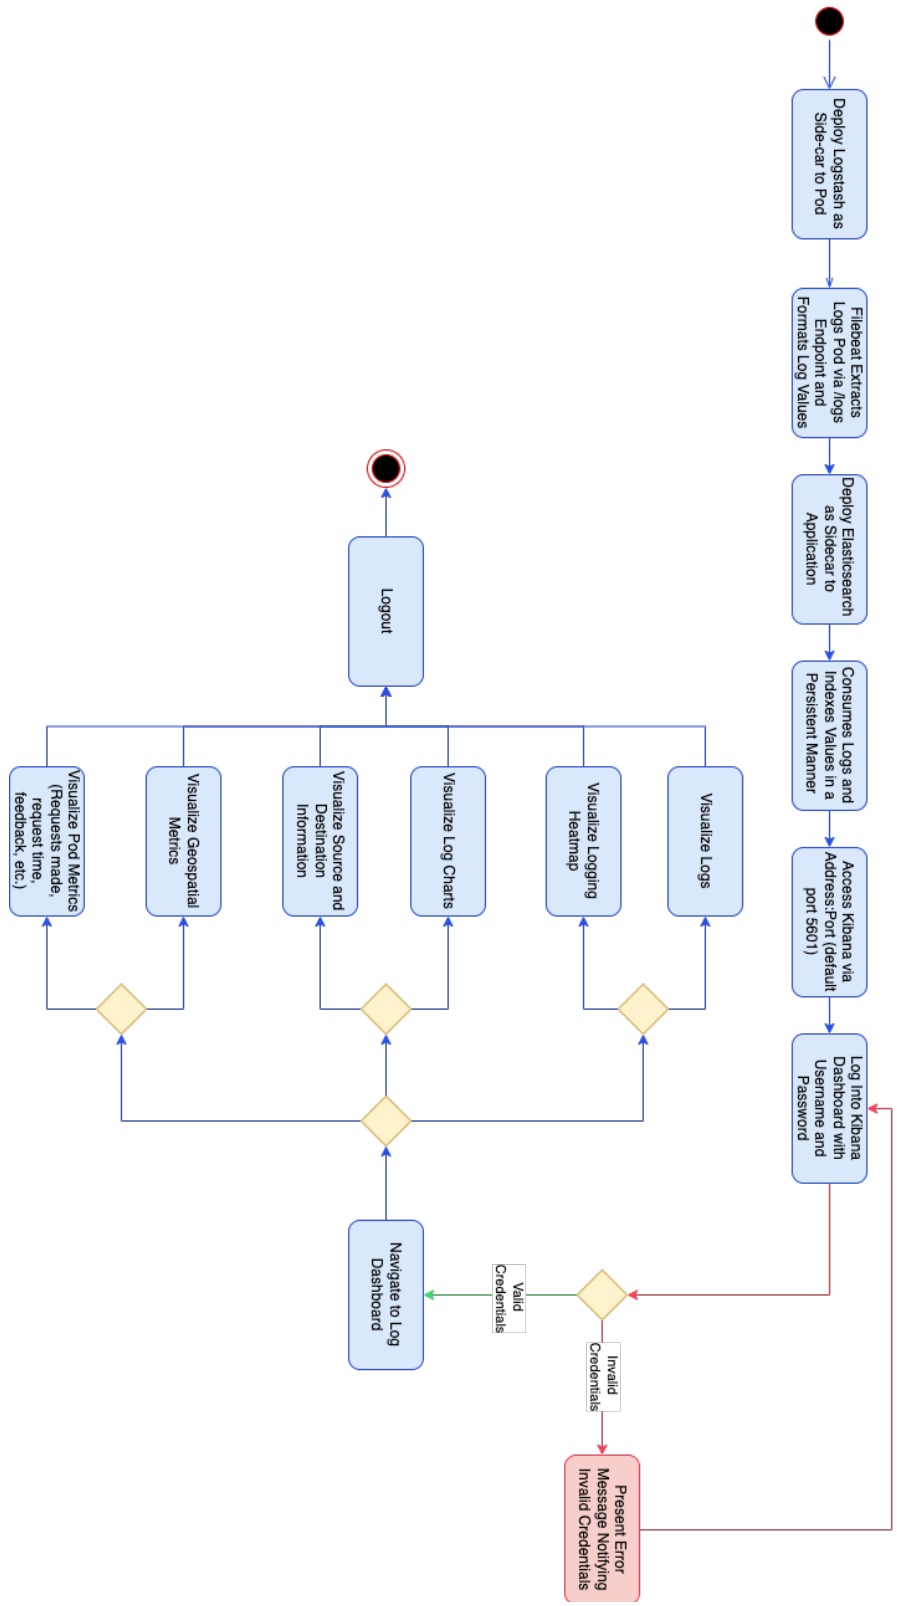 Deploy Logstash as
Side-car to Pod
Filebeat Extracts
Logs Pod via /logs
Endpoint and
Formats Log Values
Deploy Elasticsearch
as Sidecar to
Application
Consumes Logs and
Indexes Values in a
Persistent Manner
Access Kibana via
Address:Port (default
port 5601)
Log Into Kibana
Dashboard with
Username and
Password
Valid
Credentials
Invalid
Credentials
Present Error
Message Notifying
Invalid Credentials
Navigate to Log
Dashboard
Visualize Logs
Visualize Logging
Heatmap
Visualize Log Charts
Visualize Source and
Destination
Information
Visualize Geospatial
Metrics
Visualize Pod Metrics
(Requests made,
request time,
feedback, etc.)
Logout